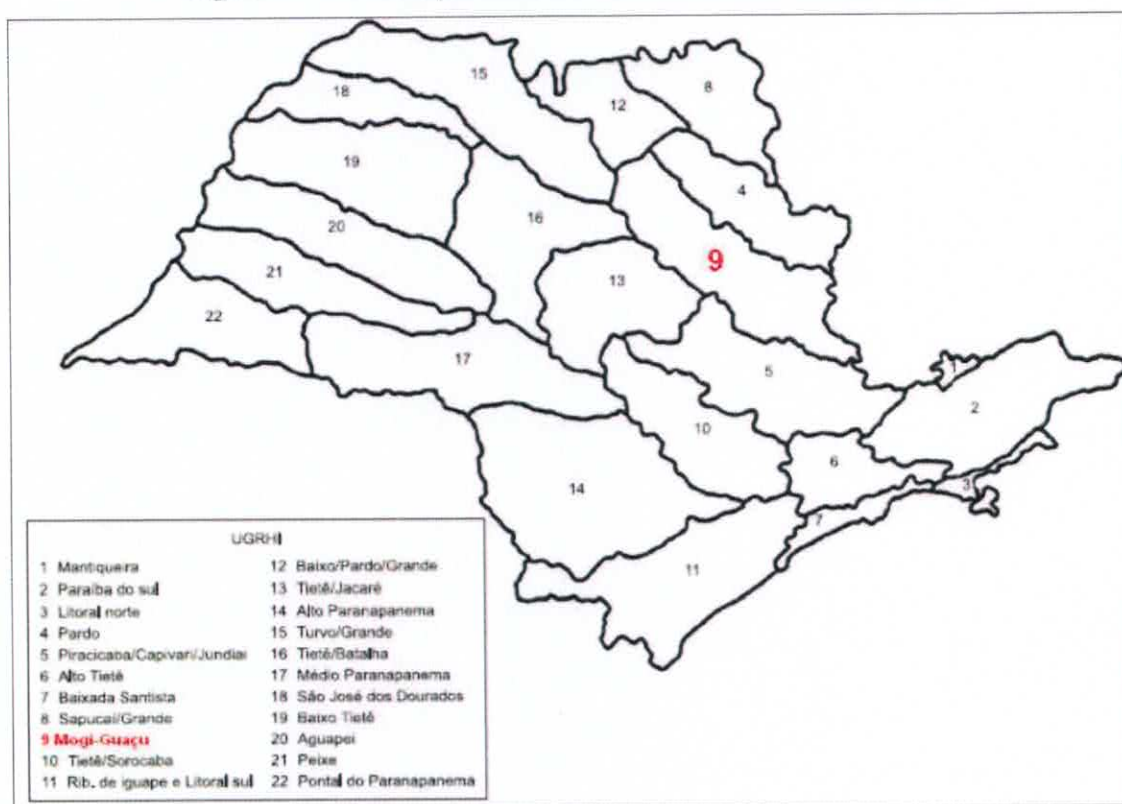 15
8
18
12
19
4
16
20
9
21
13
22
17
5
1
2
10
6
14
3
7
11
UGRHI
1 Mantiqueira
2 Paraíba do sul
3 Litoral norte
4 Pardo
5 Piracicaba/Capivari/Jundiaí
6 Alto Tietê
7 Baixada Santista
8 Sapucaí/Grande
9 Mogi-Guaçu
10 Tietê/Sorocaba
11 Rib. de iguape e Litoral sul
12 Baixo/Pardo/Grande
13 Tietê/Jacaré
14 Alto Paranapanema
15 Turvo/Grande
16 Tietê/Batalha
17 Médio Paranapanema
18 São José dos Dourados
19 Baixo Tietê
20 Aguapeí
21 Peixe
22 Pontal do Paranapanema